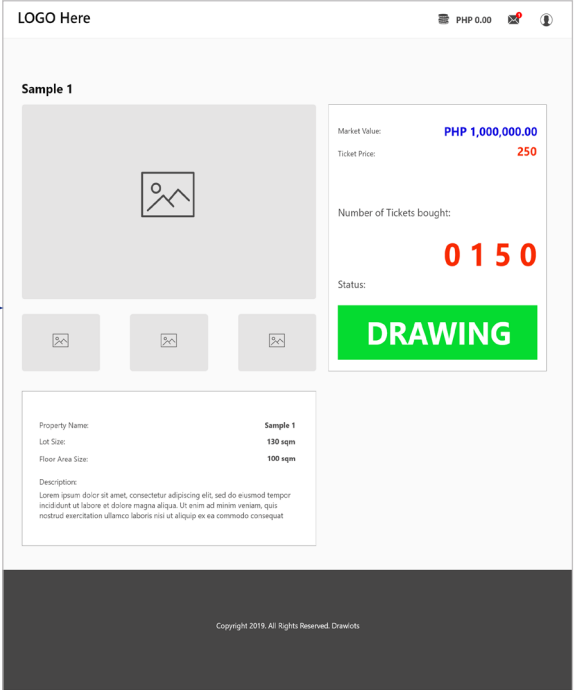 LOGO Here
PHP 0.00
Sample 1
Market Value:
PHP 1,000,000.00
Ticket Price:
250
Number of Tickets bought:
0 1 5 0
Status:
DRAWING
Property Name:
Sample 1
Lot Size:
130 sqm
Floor Area Size:
100 sqm
Description:
Lorem ipsum dolor sit amet, consectetur adipiscing elit, sed do eiusmod tempor
incididunt ut labore et dolore magna aliqua. Ut enim ad minim veniam, quis
nostrud exercitation ullamco laboris nisi ut aliquip ex ea commodo consequat
Copyright 2019. All Rights Reserved. Drawlots